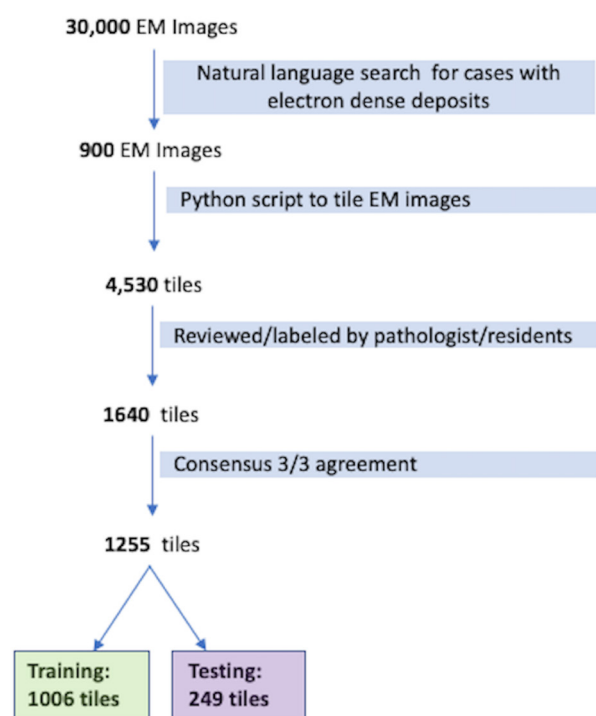 30,000 EM Images
Natural language search for cases with
electron dense deposits
900 EM Images
Python script to tile EM images
4,530 tiles
Reviewed/labeled by pathologist/residents
1640 tiles
Consensus 3/3 agreement
1255 tiles
Training:
1006 tiles
Testing:
249 tiles